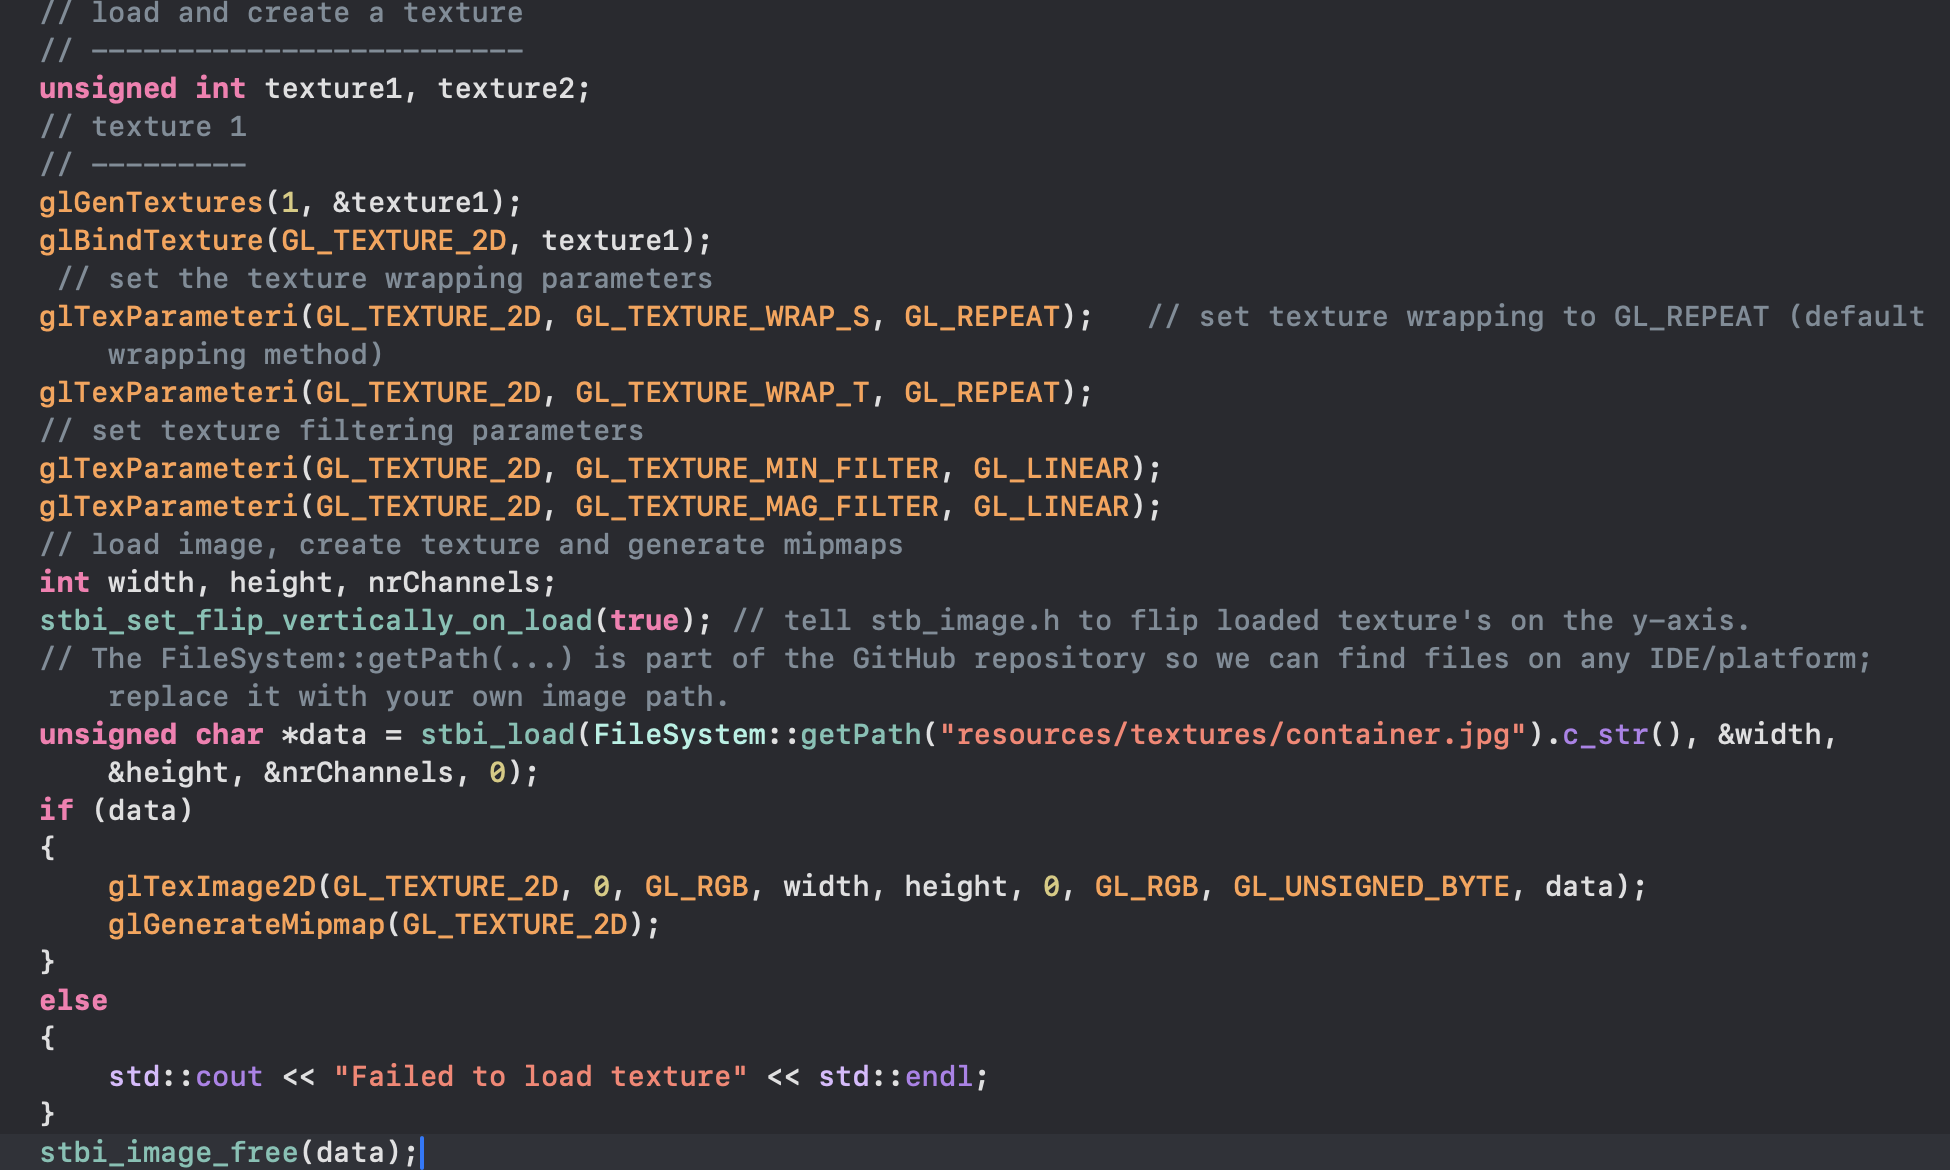 // load and create a texture
// -------------------------
unsigned int texture1, texture2;
// texture 1
// ---------
glGenTextures(1, &texture1);
glBindTexture(GL_TEXTURE_2D, texture1);
// set the texture wrapping parameters
glTexParameteri(GL_TEXTURE_2D, GL_TEXTURE_WRAP_S, GL_REPEAT);   // set texture wrapping to GL_REPEAT (default
wrapping method)
glTexParameteri(GL_TEXTURE_2D, GL_TEXTURE_WRAP_T, GL_REPEAT);
// set texture filtering parameters
glTexParameteri(GL_TEXTURE_2D, GL_TEXTURE_MIN_FILTER, GL_LINEAR);
glTexParameteri(GL_TEXTURE_2D, GL_TEXTURE_MAG_FILTER, GL_LINEAR);
// load image, create texture and generate mipmaps
int width, height, nrChannels;
stbi_set_flip_vertically_on_load(true); // tell stb_image.h to flip loaded texture's on the y-axis.
// The FileSystem::getPath(...) is part of the GitHub repository so we can find files on any IDE/platform;
replace it with your own image path.
unsigned char *data = stbi_load(FileSystem::getPath("resources/textures/container.jpg").c_str(), &width,
&height, &nrChannels, 0);
if (data)
{
    glTexImage2D(GL_TEXTURE_2D, 0, GL_RGB, width, height, 0, GL_RGB, GL_UNSIGNED_BYTE, data);
    glGenerateMipmap(GL_TEXTURE_2D);
}
else
{
    std::cout << "Failed to load texture" << std::endl;
}
stbi_image_free(data);